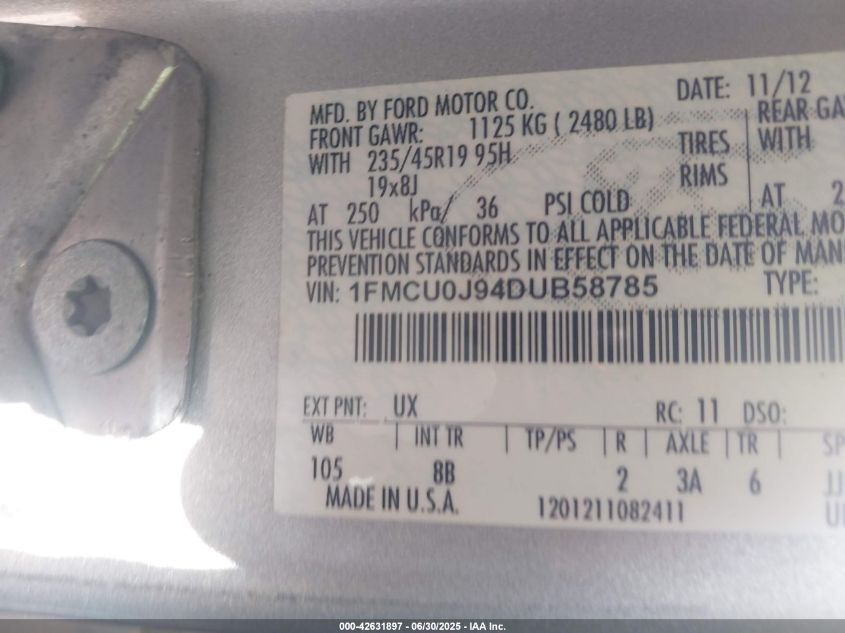 DATE: 11/12
MFD. BY FORD MOTOR CO.
FRONT GAWR: 1125 KG ( 2480 LB) REAR GA
WITH 235/45R19 95H TIRES WITH
19x8J RIMS
AT 250 kPa/ 36 PSI COLD AT 2
THIS VEHICLE CONFORMS TO ALL APPLICABLE FEDERAL MO
PREVENTION STANDARDS IN EFFECT ON THE DATE OF MAN
VIN: 1FMCU0J94DUB58785 TYPE:
EXT PNT: UX RC: 11 DSO:
WB INT TR TP/PS R AXLE TR SP
105 8B 2 3A 6 JJ
MADE IN U.S.A. 1201211082411
000-42631897 - 06/30/2025 - IAA Inc.